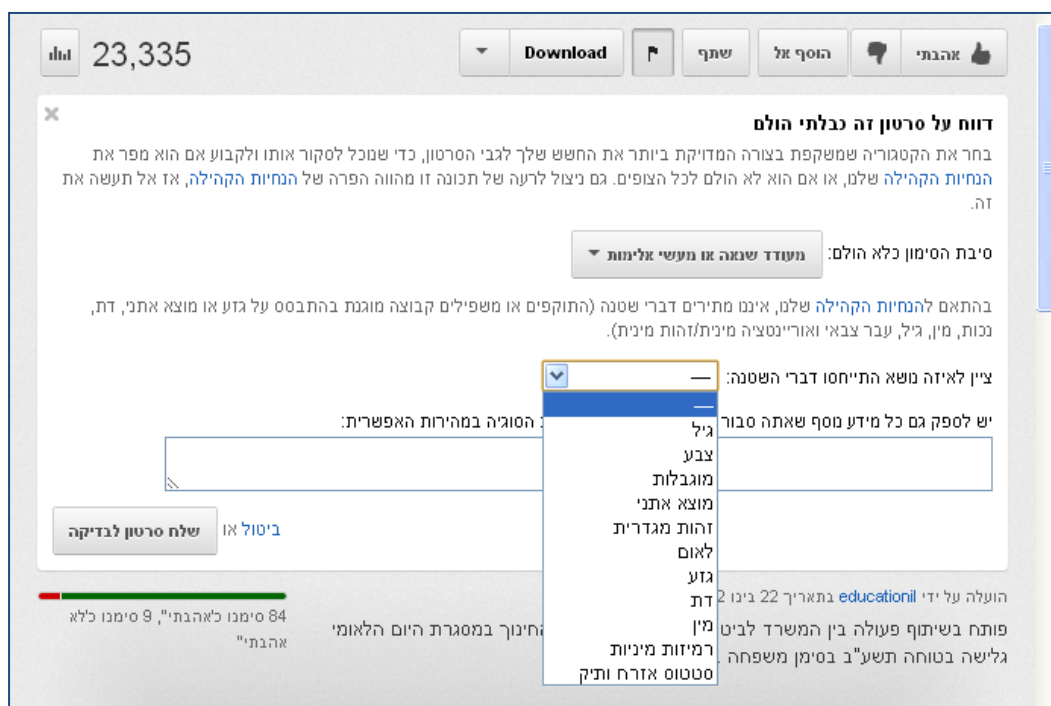 אהבתי הוסף אל שתף Download 23,335
דווח על סרטון זה כבלתי הולם
בחר את הקטגוריה שמשקפת בצורה המדויקת ביותר את החשש שלך לגבי הסרטון, כדי שנוכל לסקור אותו ולקבוע אם הוא מפר את
הנחיות הקהילה שלנו, או אם הוא לא הולם לכל הצופים. גם ניצול לרעה של תכונה זו מהווה הפרה של הנחיות הקהילה, אז אל תעשה את
זה.
סיבת הסימון כלא הולם: מעודד שנאה או מעשי אלימות
בהתאם להנחיות הקהילה שלנו, איננו מתירים דברי שטנה (התוקפים או משפילים קבוצה מוגנת בהתבסס על גזע או מוצא אתני, דת,
נכות, מין, גיל, עבר צבאי ואוריינטציה מינית/זהות מינית).
ציין לאיזה נושא התייחסו דברי השטנה: —
—
יש לספק גם כל מידע נוסף שאתה סבור הסוגיה במהירות האפשרית:
גיל
צבע
מוגבלות
מוצא אתני
זהות מגדרית
לאום
גזע
דת
מין
רמיזות מיניות
סטטוס אזרח ותיק
ביטול או שלח סרטון לבדיקה
הועלה על ידי educationil בתאריך 22 בינו
84 סימנו כ'אהבתי", 9 סימנו כ'לא
אהבתי"
פותח בשיתוף פעולה בין המשרד לביט החינוך במסגרת היום הלאומי
גלישה בטוחה תשע"ב בסימן משפחה